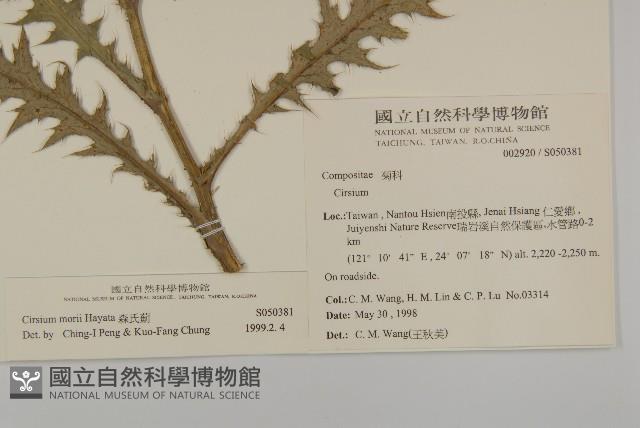 國立自然科學博物館
NATIONAL MUSEUM OF NATURAL SCIENCE
TAICHUNG, TAIWAN, R.O.CHINA
002920 / S050381
Compositae 菊科
Cirsium
Loc.:Taiwan , Nantou Hsien南投縣, Jenai Hsiang 仁愛鄉 ,
Juiyenshi Nature Reserve瑞岩溪自然保護區,水管路0-2
km
(121° 10' 41" E , 24° 07' 18" N) alt. 2,220 -2,250 m.
On roadside.
Col.: C. M. Wang, H. M. Lin & C. P. Lu No.03314
Date: May 30 , 1998
Det.: C. M. Wang(王秋美)
國立自然科學博物館
NATIONAL MUSEUM OF NATURAL SCIENCE, TAICHUNG, TAIWAN, R.O.CHINA
S050381
Cirsium morii Hayata 森氏薊
Det. by Ching-I Peng & Kuo-Fang Chung 1999.2. 4
國立自然科學博物館
NATIONAL MUSEUM OF NATURAL SCIENCE